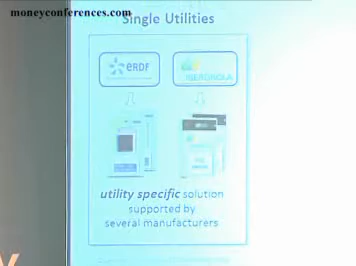 moneyconferences.com
Single Utilities
eRDF
IBERDROLA
utility specific solution
supported by
several manufacturers